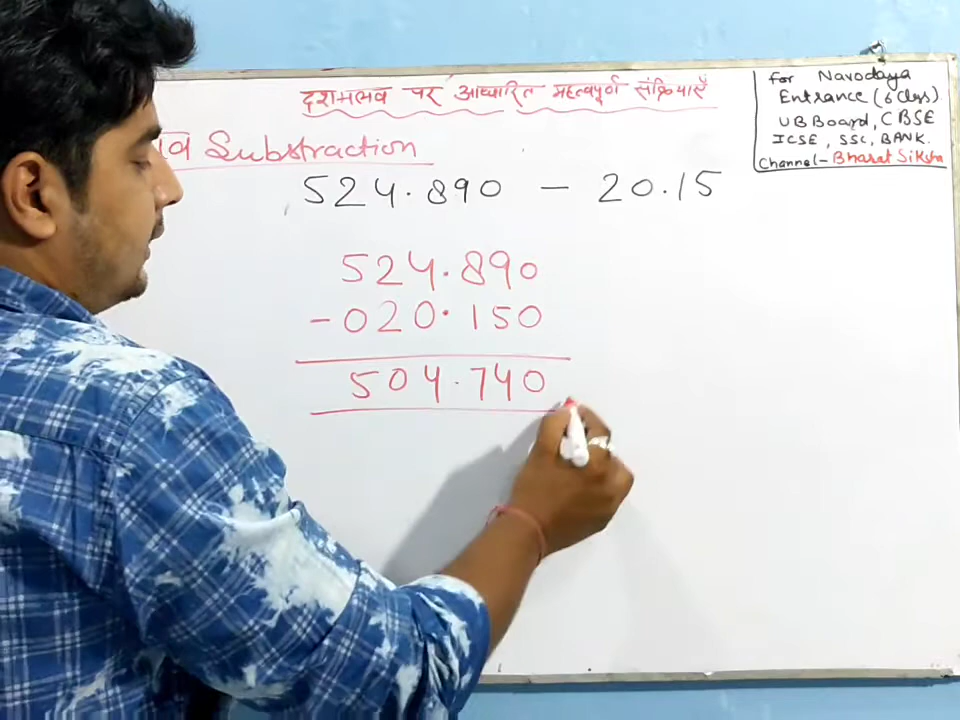 दशमलव पर आधारित महत्वपूर्ण संक्रियाएँ
For Navodaya
Entrance (6 Class)
UB Board, CBSE
ICSE, SSC, BANK.
Channel- Bharat Siksha
Substraction
524.890 - 20.15
524.890
-020.150
504.740